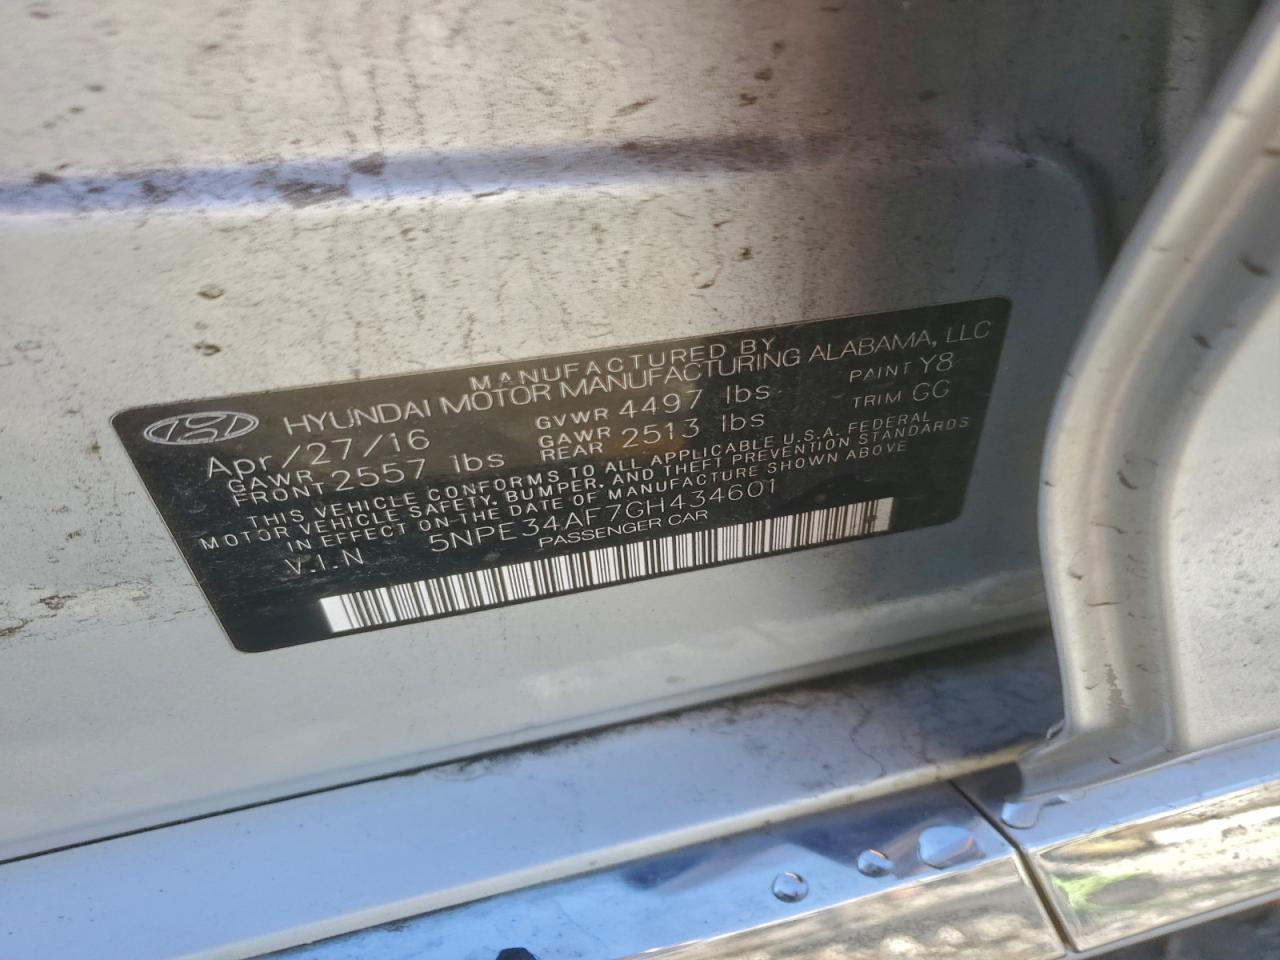 MANUFACTURED BY
HYUNDAI MOTOR MANUFACTURING ALABAMA, LLC
Apr/27/16 GVWR 4497 lbs PAINT Y8
GAWR FRONT 2557 lbs GAWR REAR 2513 lbs TRIM GG
THIS VEHICLE CONFORMS TO ALL APPLICABLE U.S.A. FEDERAL
MOTOR VEHICLE SAFETY, BUMPER, AND THEFT PREVENTION STANDARDS
IN EFFECT ON THE DATE OF MANUFACTURE SHOWN ABOVE
V.I.N 5NPE34AF7GH434601
PASSENGER CAR